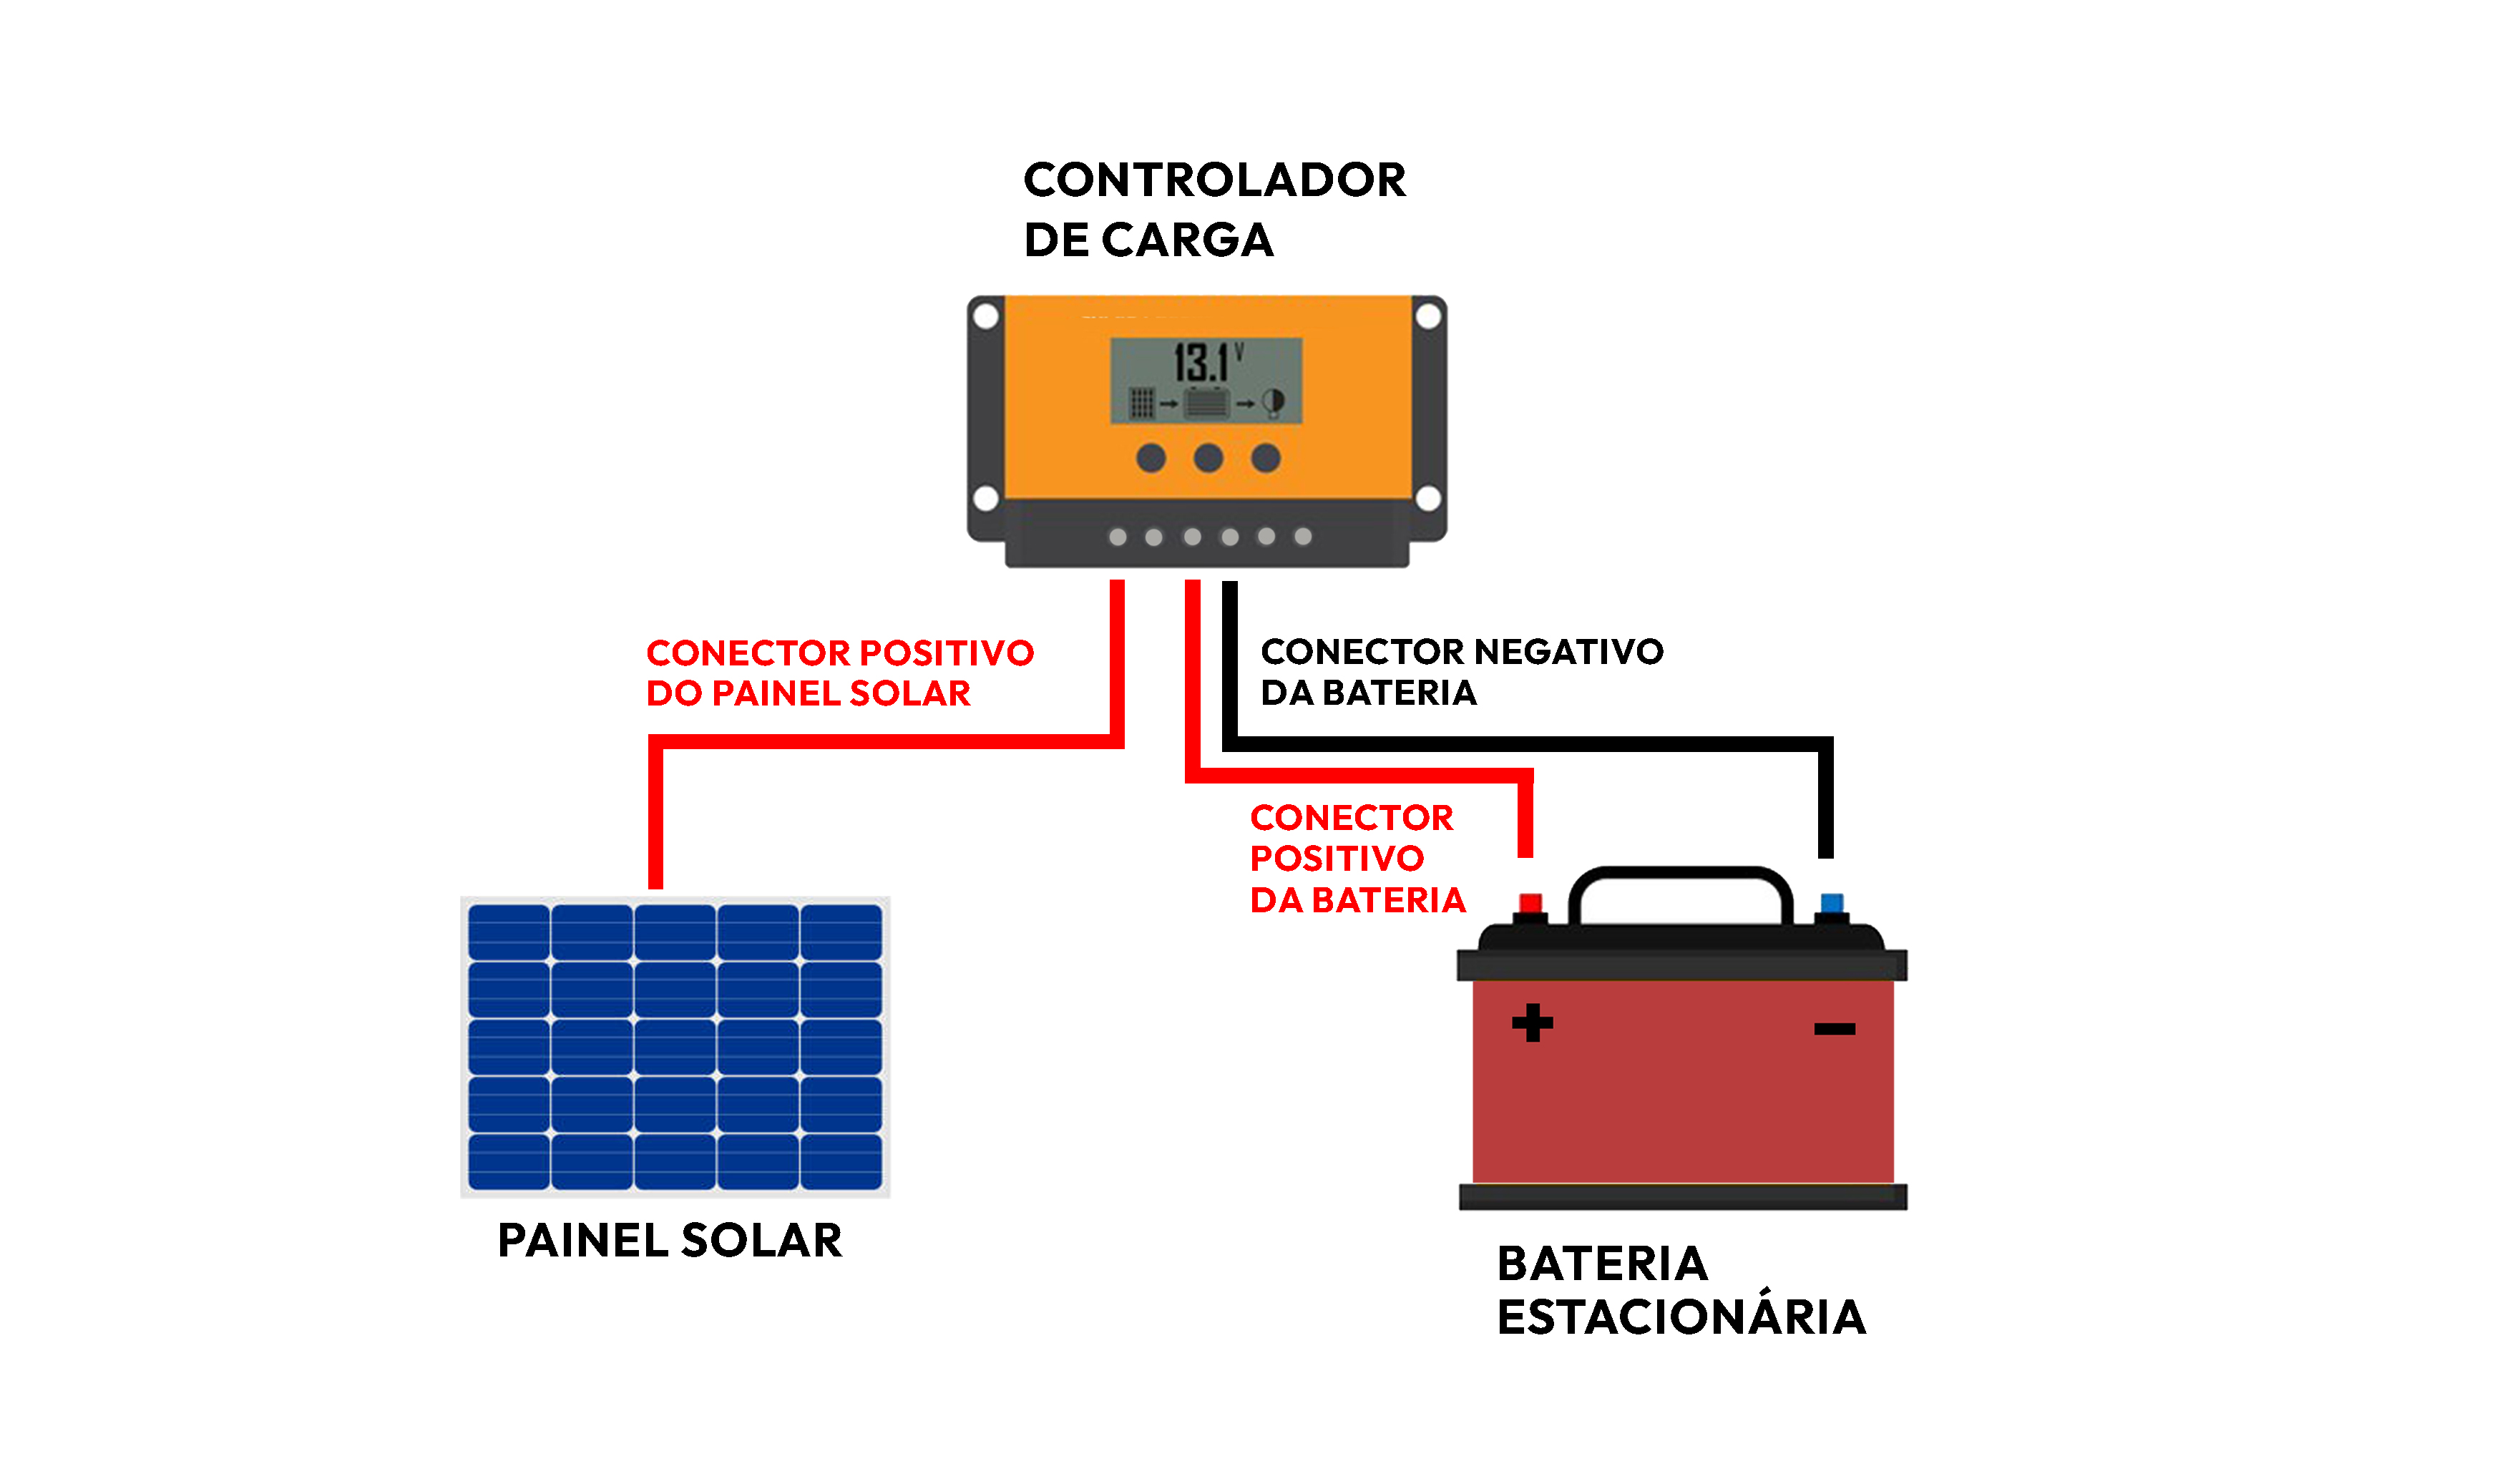 CONTROLADOR
DE CARGA
13.1 V
CONECTOR POSITIVO
DO PAINEL SOLAR
CONECTOR NEGATIVO
DA BATERIA
CONECTOR
POSITIVO
DA BATERIA
+ −
PAINEL SOLAR
BATERIA
ESTACIONÁRIA